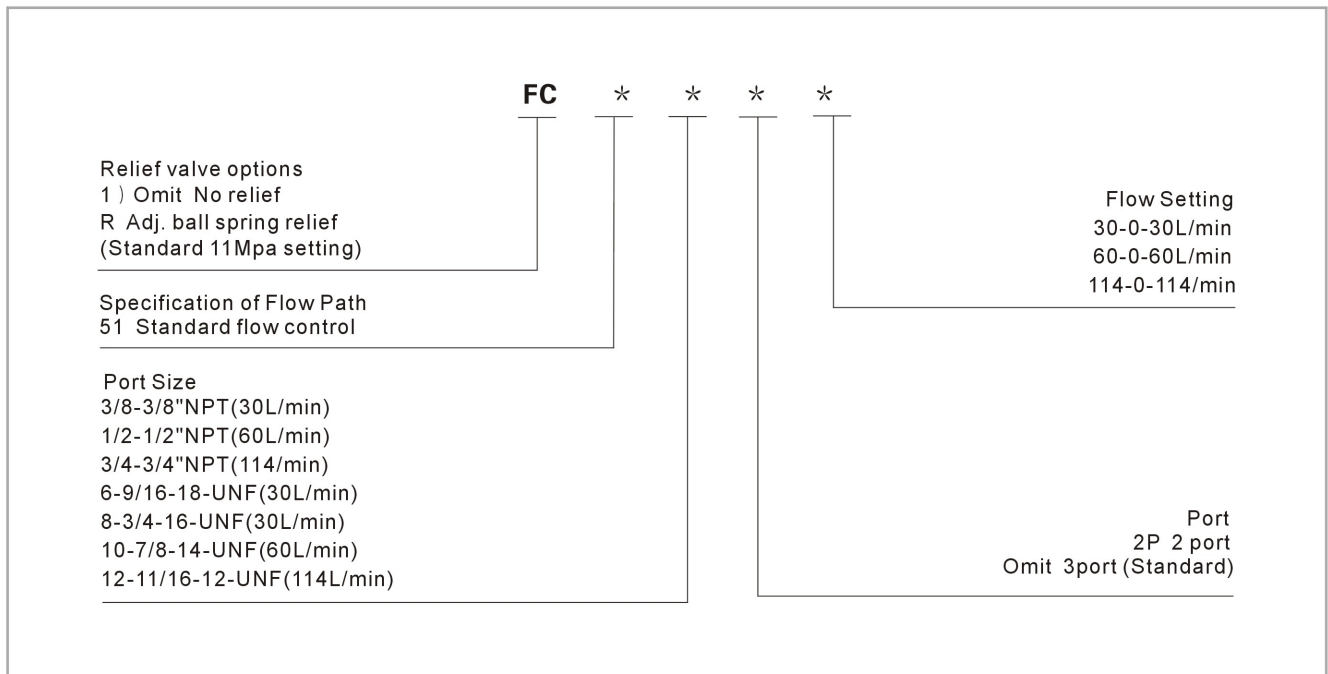 FC * * * *
Relief valve options
1) Omit No relief
R Adj. ball spring relief
(Standard 11Mpa setting)
Specification of Flow Path
51 Standard flow control
Port Size
3/8-3/8"NPT(30L/min)
1/2-1/2"NPT(60L/min)
3/4-3/4"NPT(114/min)
6-9/16-18-UNF(30L/min)
8-3/4-16-UNF(30L/min)
10-7/8-14-UNF(60L/min)
12-11/16-12-UNF(114L/min)
Flow Setting
30-0-30L/min
60-0-60L/min
114-0-114/min
Port
2P 2 port
Omit 3port (Standard)